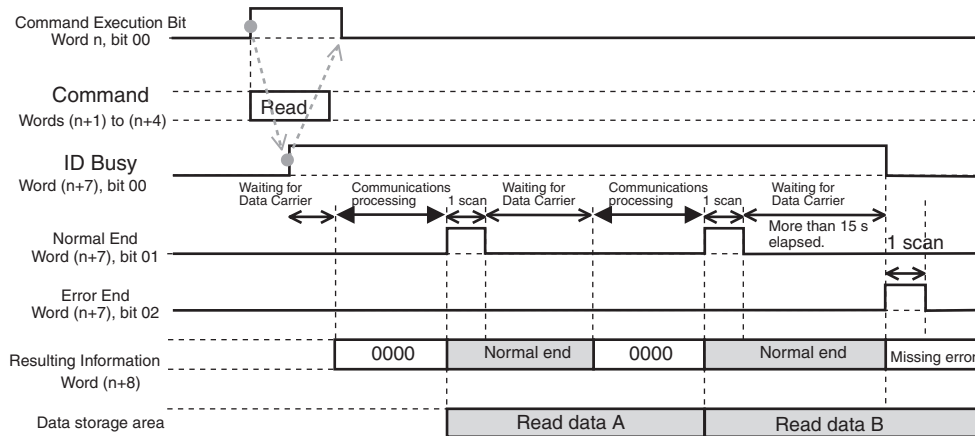 Command Execution Bit
Word n, bit 00
Command
Words (n+1) to (n+4)
Read
ID Busy
Word (n+7), bit 00
Waiting for
Data Carrier
Communications
processing
1 scan
Waiting for
Data Carrier
Communications
processing
1 scan
Waiting for
Data Carrier
More than 15 s
elapsed.
Normal End
Word (n+7), bit 01
1 scan
Error End
Word (n+7), bit 02
Resulting Information
Word (n+8)
0000
Normal end
0000
Normal end
Missing error
Data storage area
Read data A
Read data B